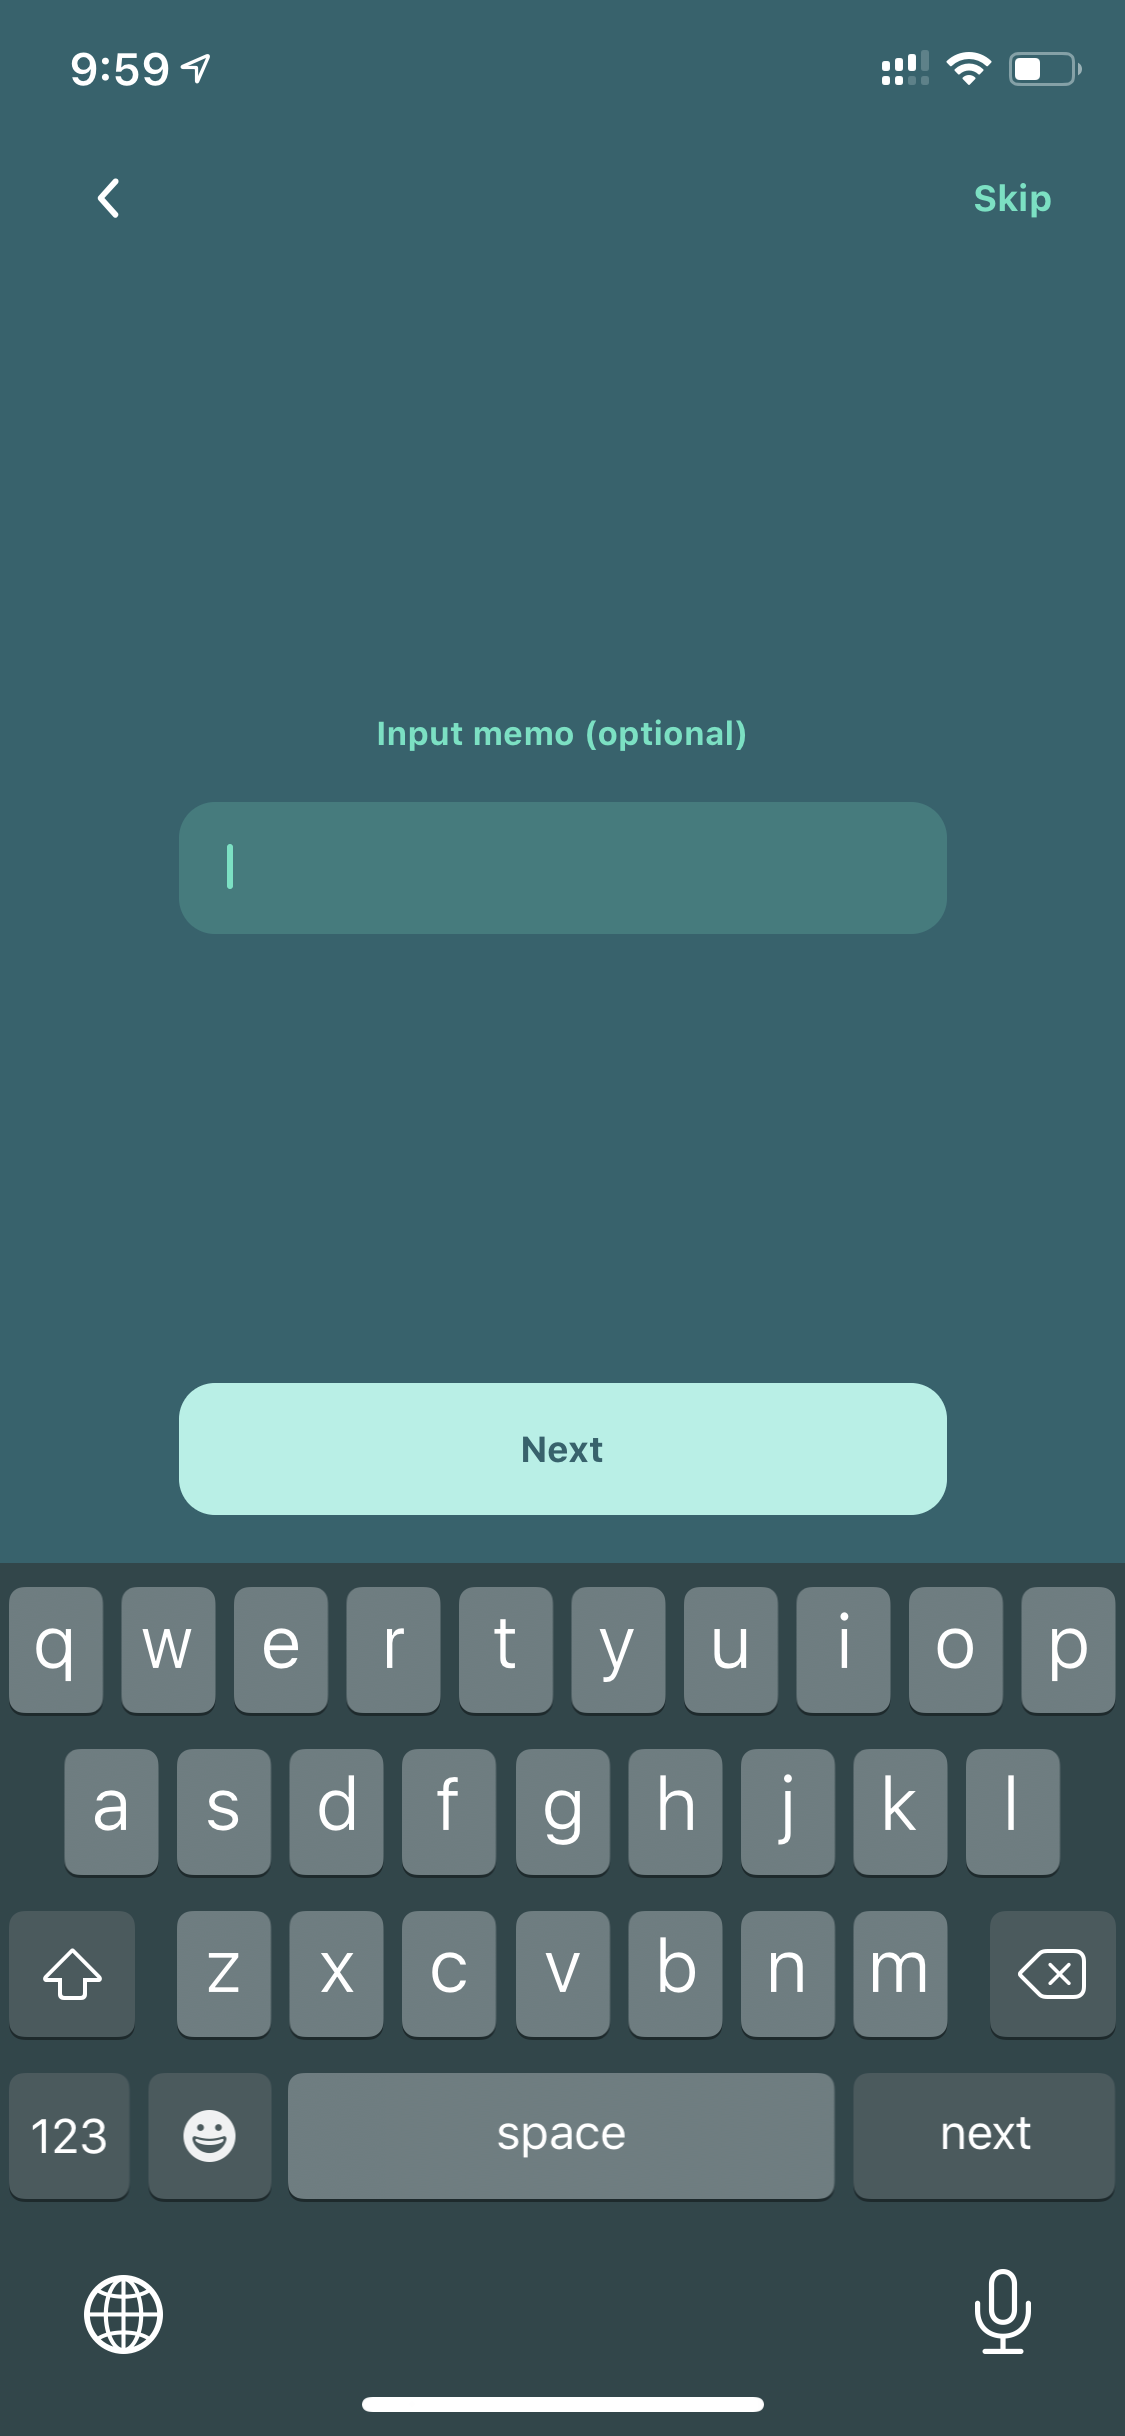 9:59
Skip
Input memo (optional)
Next
q w e r t y u i o p
a s d f g h j k l
z x c v b n m
123 space next